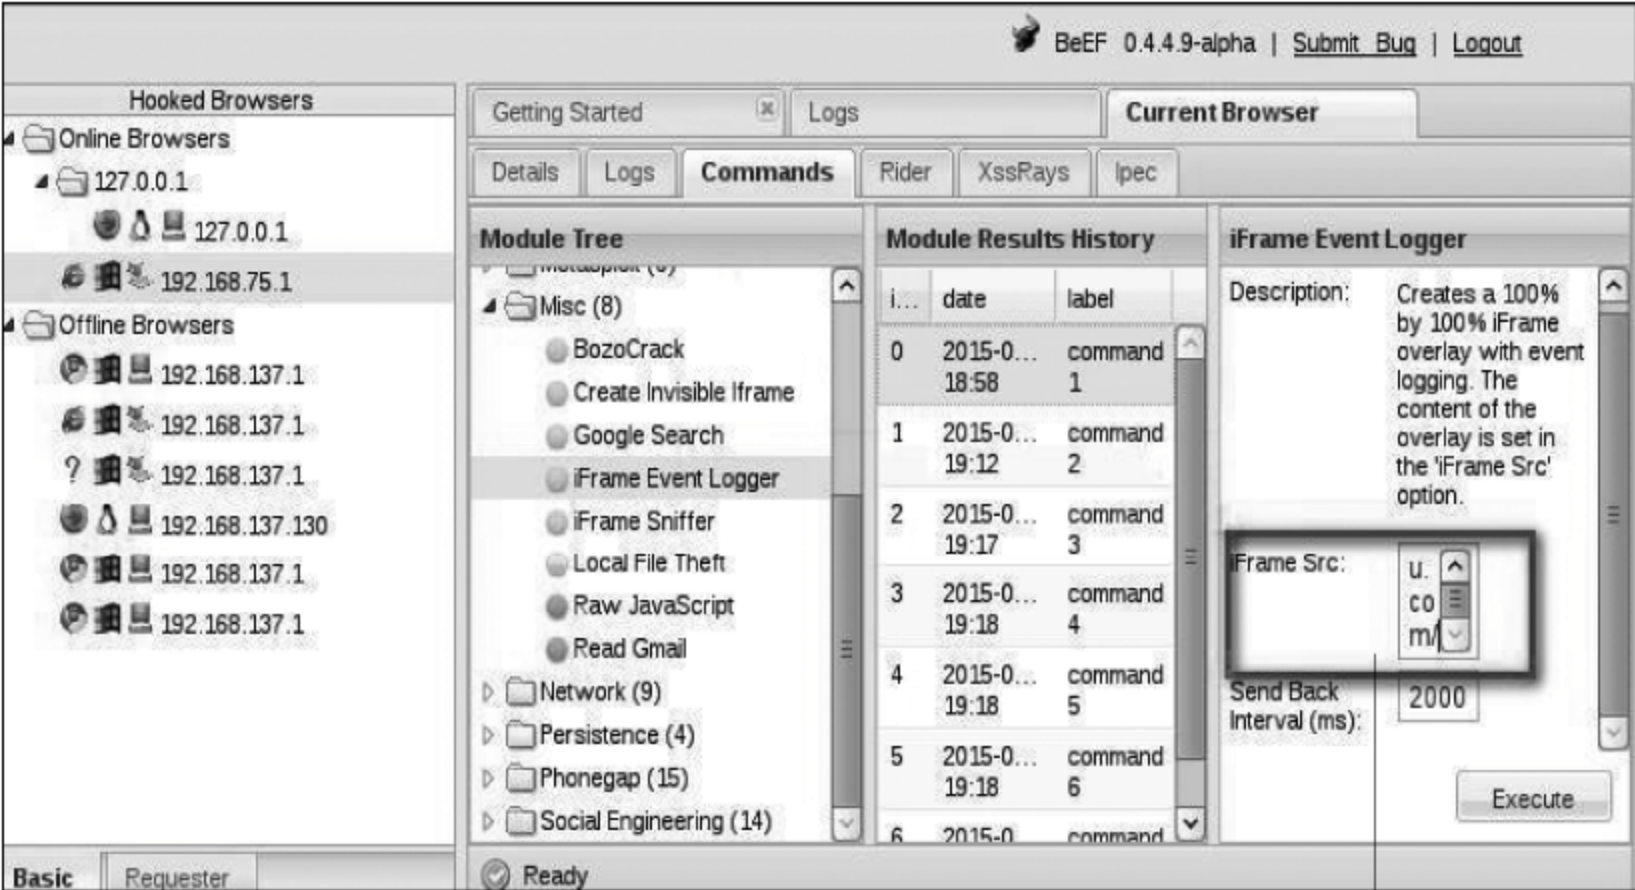 BeEF 0.4.4.9-alpha | Submit Bug | Logout
Hooked Browsers
Online Browsers
127.0.0.1
127.0.0.1
192.168.75.1
Offline Browsers
192.168.137.1
192.168.137.1
? 192.168.137.1
192.168.137.130
192.168.137.1
192.168.137.1
Basic
Requester
Getting Started
Logs
Current Browser
Details
Logs
Commands
Rider
XssRays
Ipec
Module Tree
Misc (8)
BozoCrack
Create Invisible Iframe
Google Search
iFrame Event Logger
iFrame Sniffer
Local File Theft
Raw JavaScript
Read Gmail
Network (9)
Persistence (4)
Phonegap (15)
Social Engineering (14)
Module Results History
i... date label
0 2015-0... command
18:58 1
1 2015-0... command
19:12 2
2 2015-0... command
19:17 3
3 2015-0... command
19:18 4
4 2015-0... command
19:18 5
5 2015-0... command
19:18 6
6 2015-0 command
iFrame Event Logger
Description: Creates a 100%
by 100% iFrame
overlay with event
logging. The
content of the
overlay is set in
the 'iFrame Src'
option.
iFrame Src: u.
co
m/
Send Back 2000
Interval (ms):
Execute
Ready